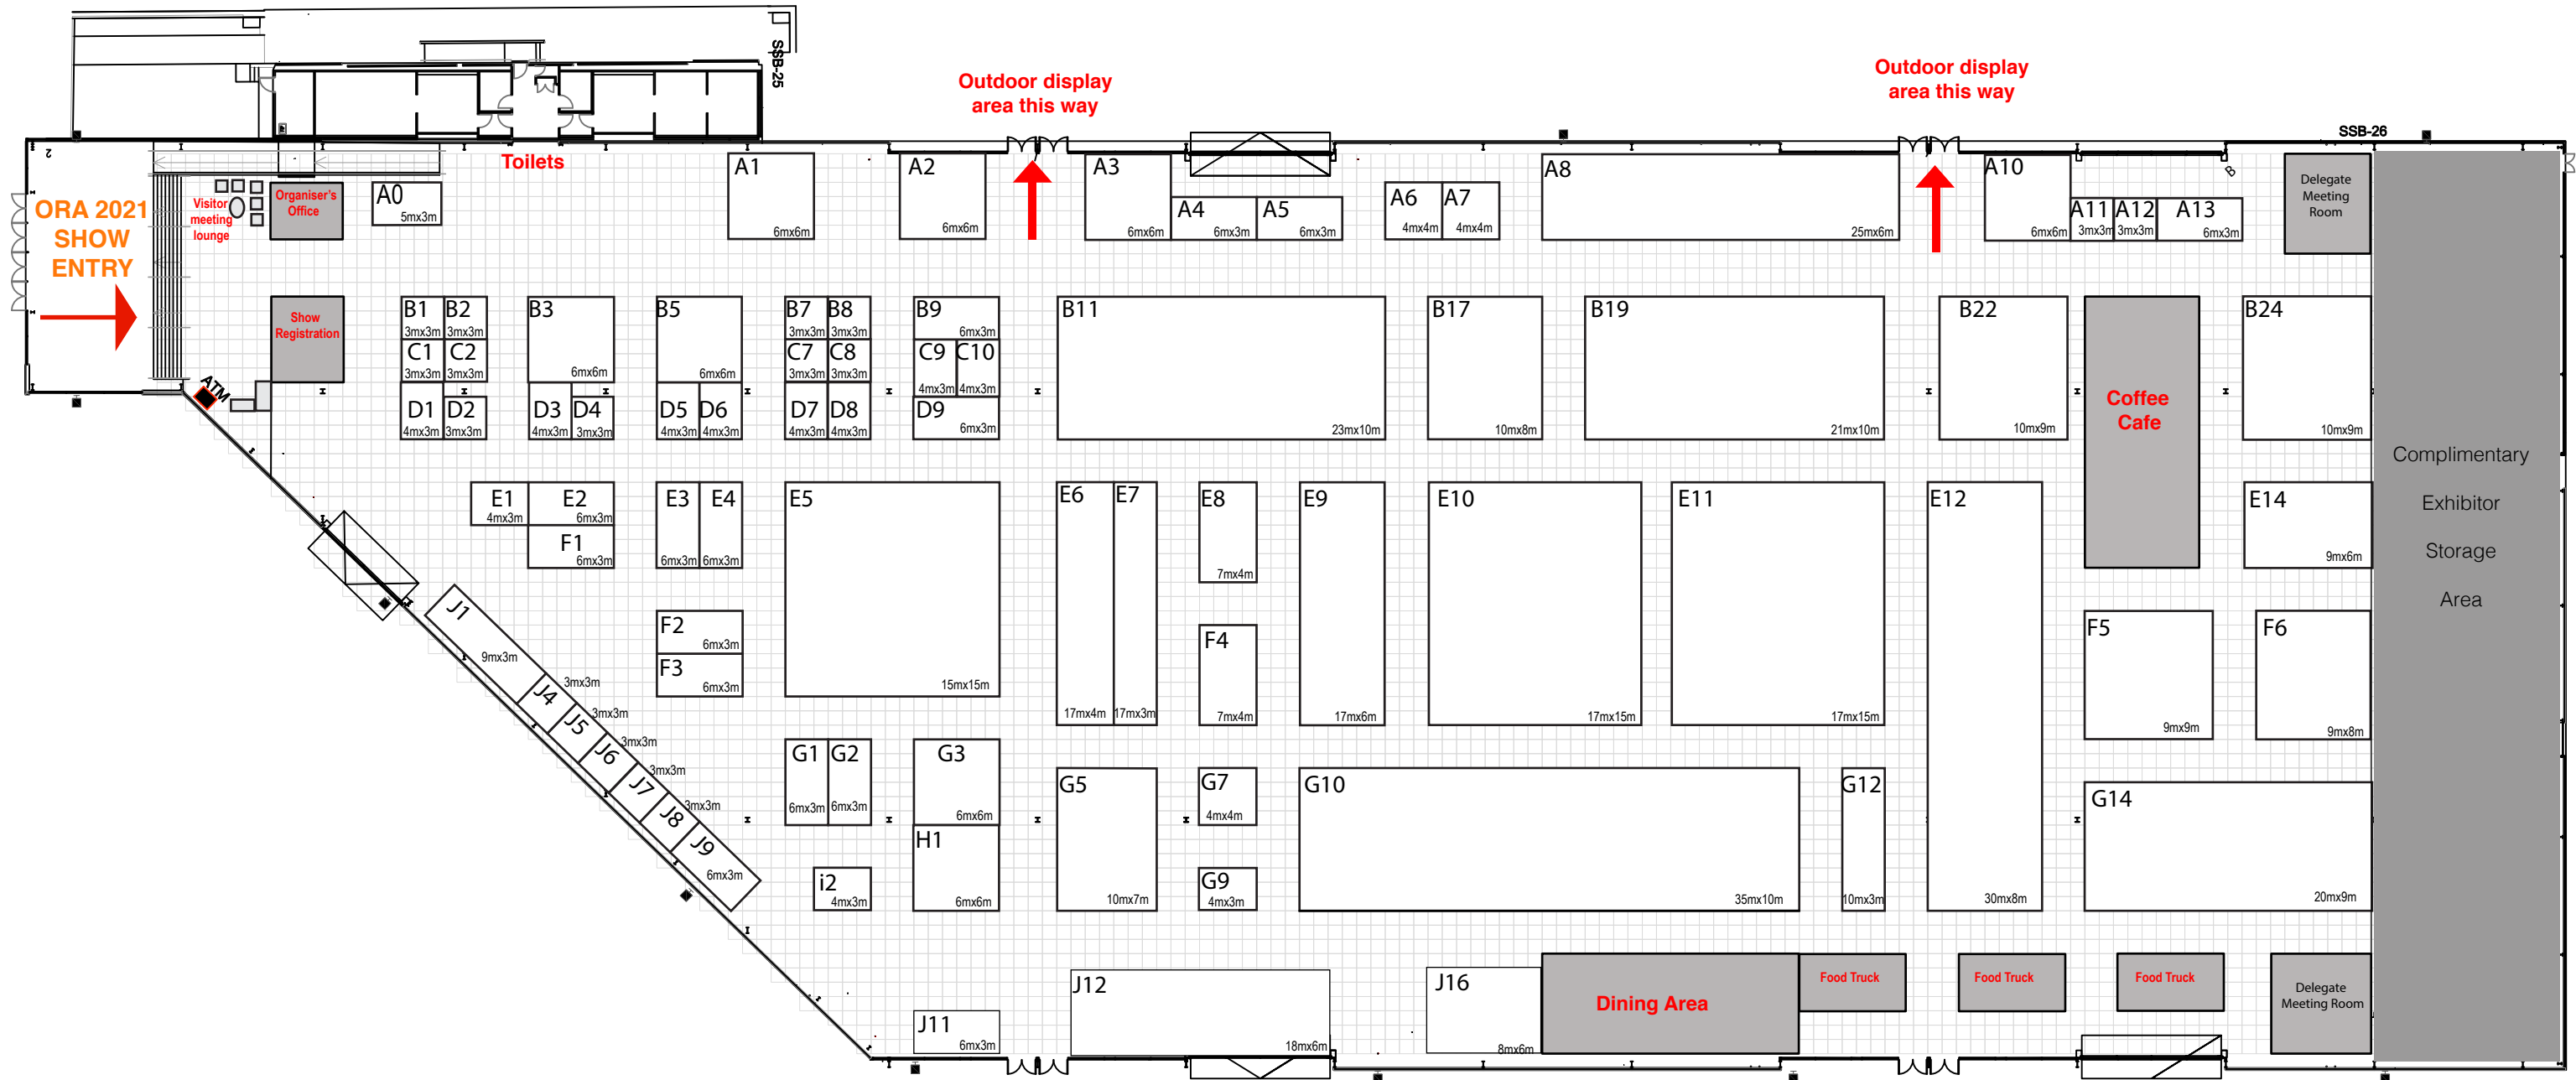 SSB-25
Outdoor display
area this way
Outdoor display
area this way
SSB-26
2
Toilets
ORA 2021
SHOW
ENTRY
Visitor
meeting
lounge
Organiser's
Office
A0
5mx3m
A1
6mx6m
A2
6mx6m
A3
6mx6m
A4
6mx3m
A5
6mx3m
A6
4mx4m
A7
4mx4m
A8
25mx6m
A10
6mx6m
A11
3mx3m
A12
3mx3m
A13
6mx3m
B
Delegate
Meeting
Room
Show
Registration
ATM
B1
3mx3m
B2
3mx3m
C1
3mx3m
C2
3mx3m
D1
4mx3m
D2
3mx3m
B3
6mx6m
D3
4mx3m
D4
3mx3m
B5
6mx6m
D5
4mx3m
D6
4mx3m
B7
3mx3m
B8
3mx3m
C7
3mx3m
C8
3mx3m
D7
4mx3m
D8
4mx3m
B9
6mx3m
C9
4mx3m
C10
4mx3m
D9
6mx3m
B11
23mx10m
B17
10mx8m
B19
21mx10m
B22
10mx9m
Coffee
Cafe
B24
10mx9m
Complimentary
Exhibitor
Storage
Area
E1
4mx3m
E2
6mx3m
F1
6mx3m
E3
6mx3m
E4
6mx3m
E5
15mx15m
E6
17mx4m
E7
17mx3m
E8
7mx4m
E9
17mx6m
E10
17mx15m
E11
17mx15m
E12
30mx8m
E14
9mx6m
F2
6mx3m
F3
6mx3m
F4
7mx4m
F5
9mx9m
F6
9mx8m
J1
9mx3m
J4
3mx3m
J5
3mx3m
J6
3mx3m
J7
3mx3m
J8
3mx3m
J9
6mx3m
G1
6mx3m
G2
6mx3m
G3
6mx6m
G5
10mx7m
G7
4mx4m
G9
4mx3m
G10
35mx10m
G12
10mx3m
G14
20mx9m
H1
6mx6m
i2
4mx3m
J11
6mx3m
J12
18mx6m
J16
8mx6m
Dining Area
Food Truck
Food Truck
Food Truck
Delegate
Meeting Room